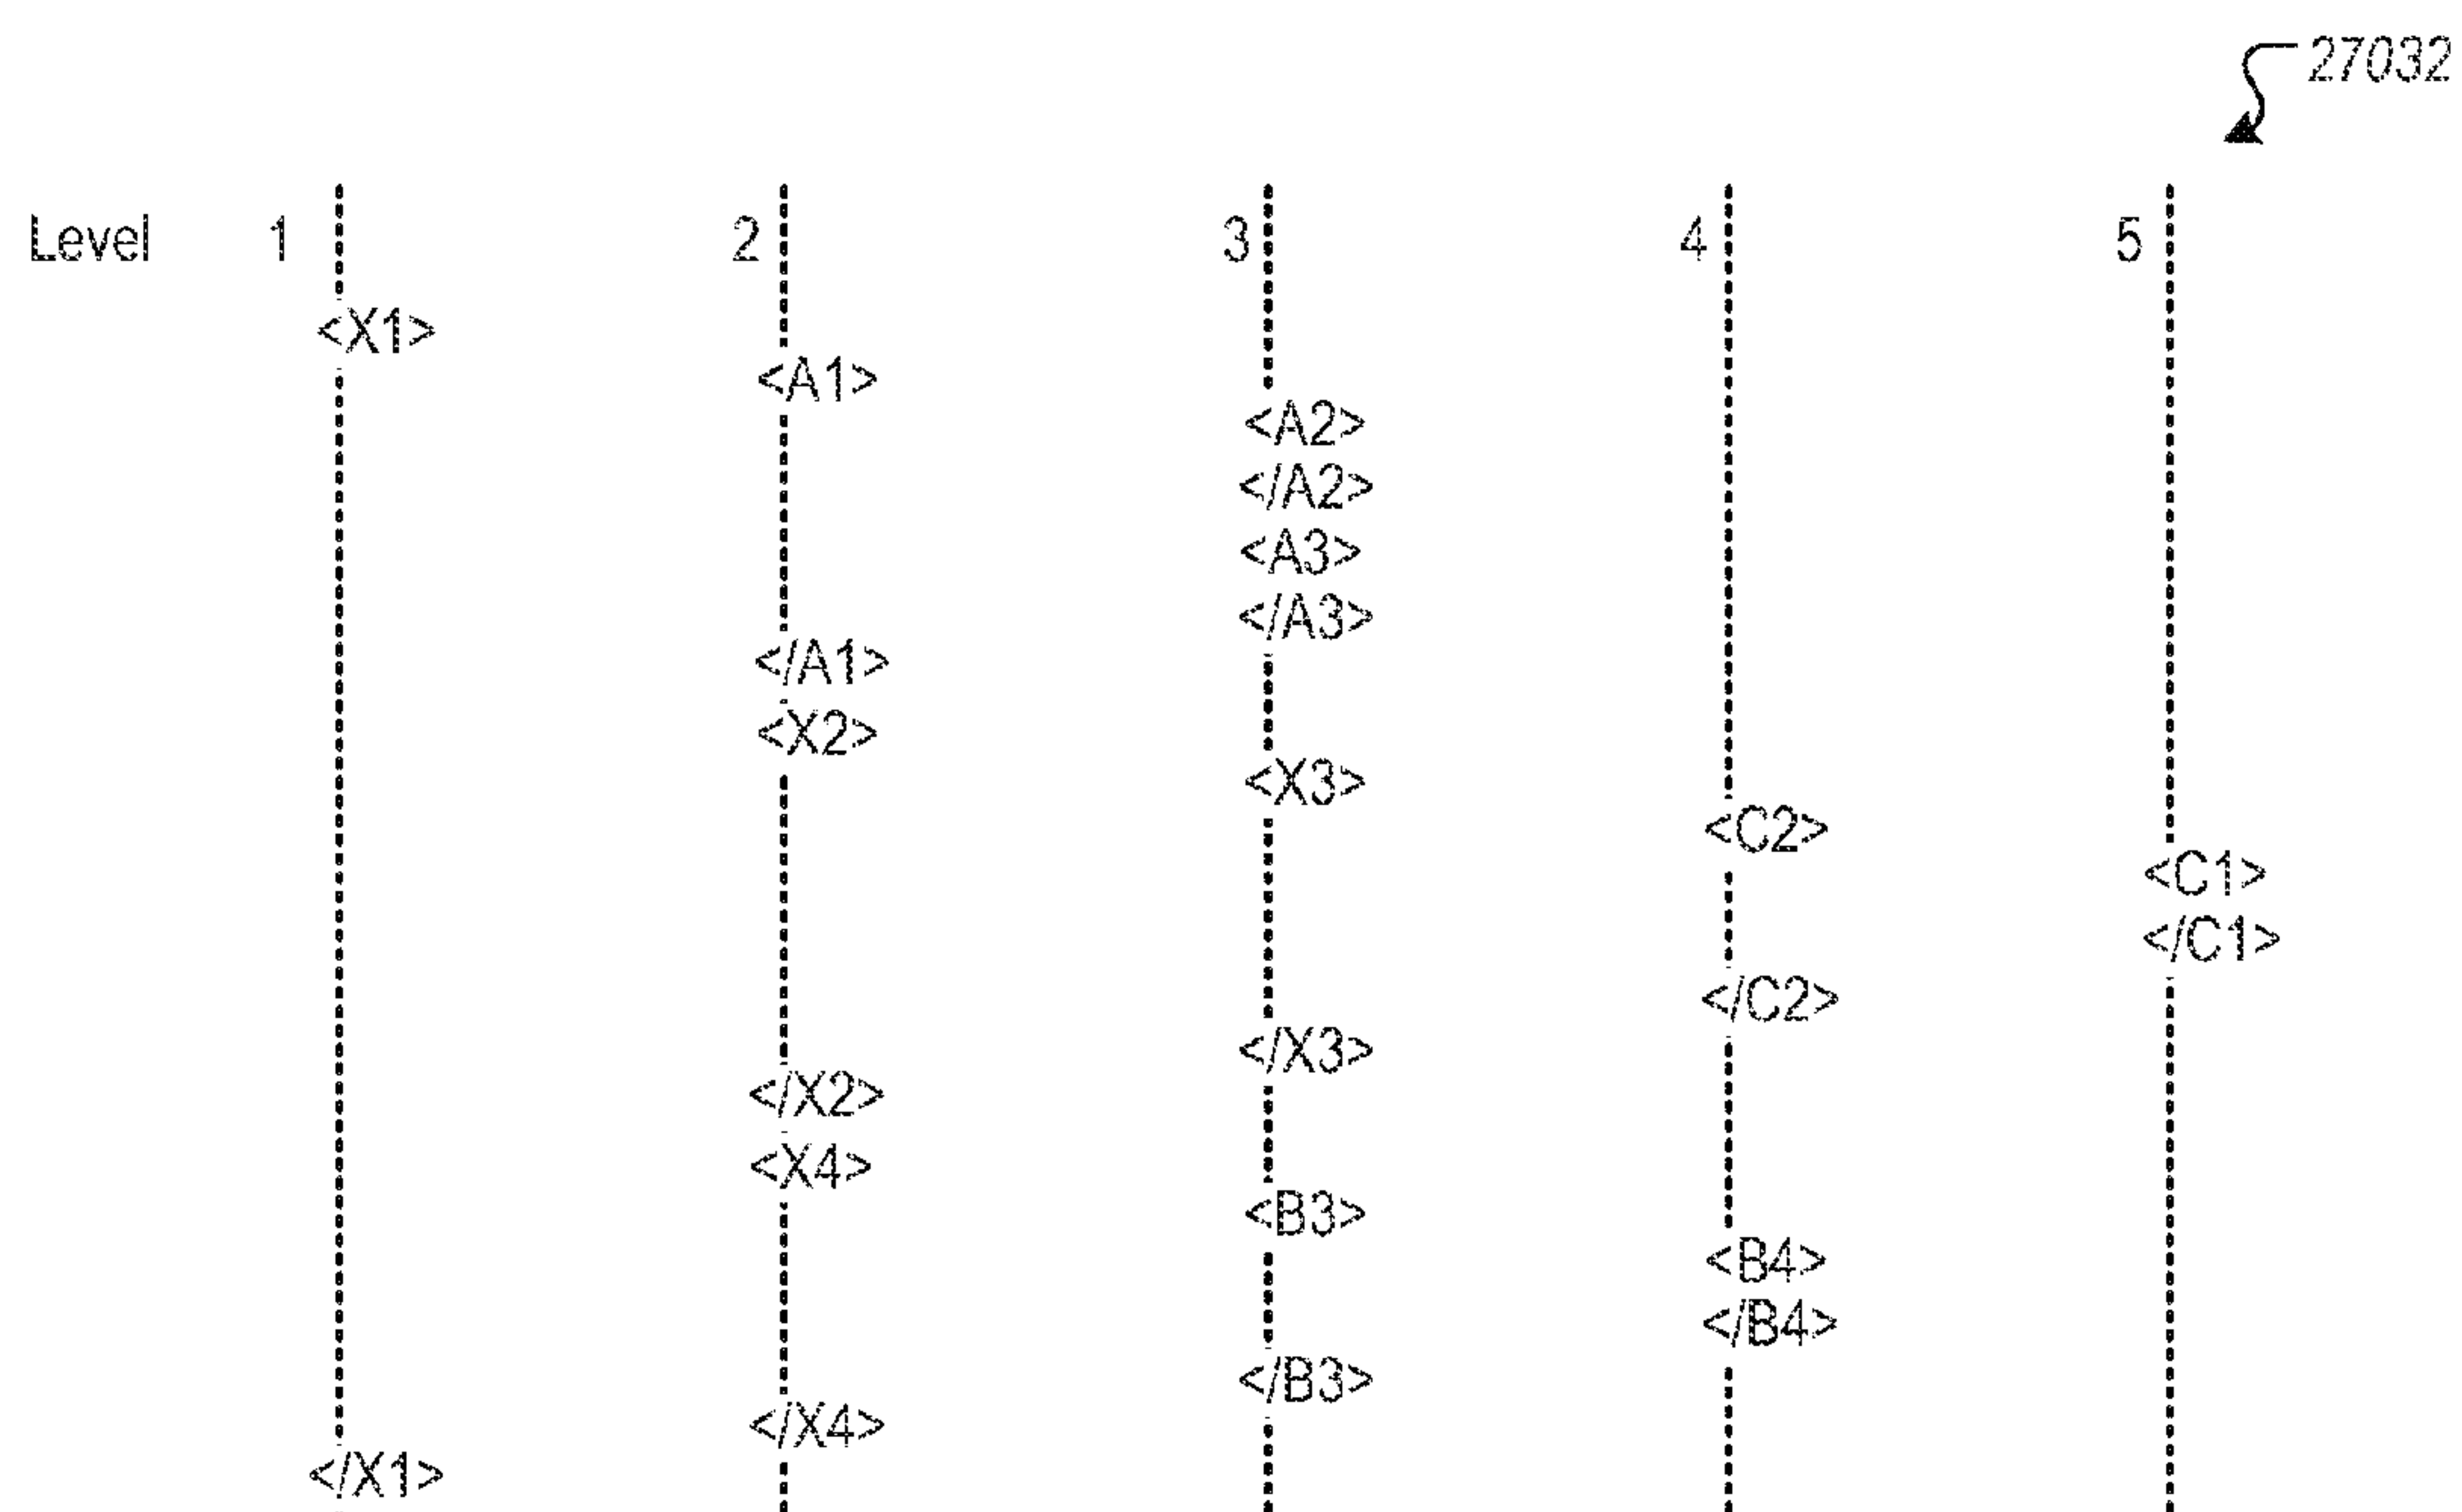 27032
Level 1 2 3 4 5
<X1>
<A1>
<A2>
</A2>
<A3>
</A3>
</A1>
<X2>
<X3>
<C2>
<C1>
</C1>
</C2>
</X3>
</X2>
<X4>
<B3>
<B4>
</B4>
</B3>
</X4>
</X1>